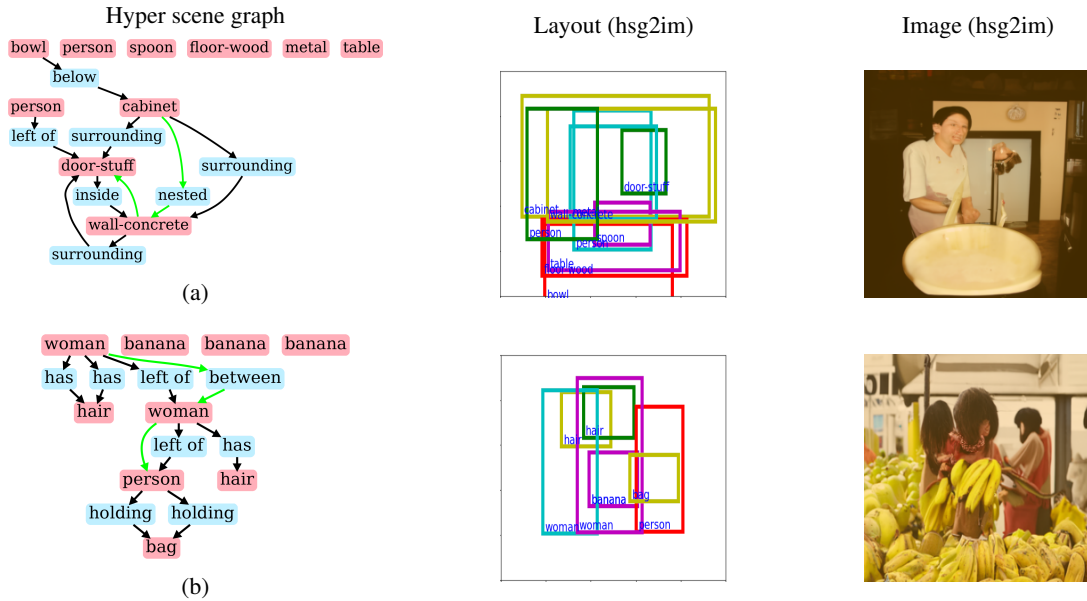 Hyper scene graph
Layout (hsg2im)
Image (hsg2im)
bowl person spoon floor-wood metal table
below
person cabinet
left of surrounding
door-stuff surrounding
inside nested
wall-concrete
surrounding
(a)
door-stuff
cabinet
wall-concrete
person
spoon
person
table
floor-wood
bowl
woman banana banana banana
has has left of between
hair woman
left of has
person hair
holding holding
bag
(b)
hair
hair
banana
bag
woman
woman
person